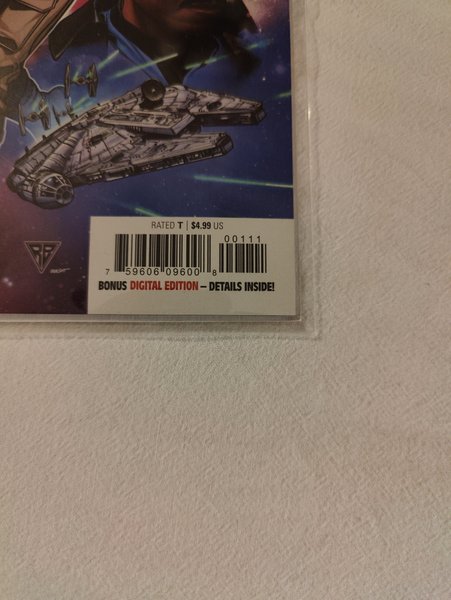 RATED T | $4.99 US
00111
7 59606 09600 8
BONUS DIGITAL EDITION – DETAILS INSIDE!